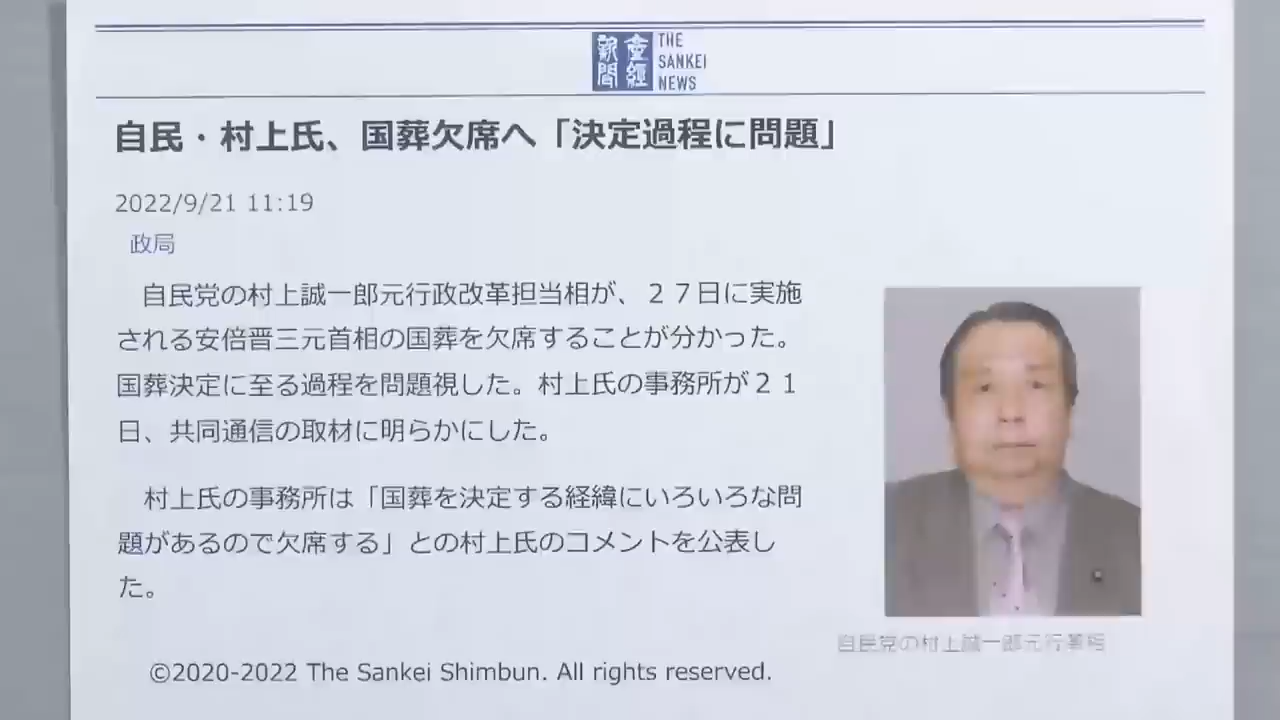 産經新聞
THE
SANKEI
NEWS
自民・村上氏、国葬欠席へ「決定過程に問題」
2022/9/21 11:19
政局
自民党の村上誠一郎元行政改革担当相が、２７日に実施
される安倍晋三元首相の国葬を欠席することが分かった。
国葬決定に至る過程を問題視した。村上氏の事務所が２１
日、共同通信の取材に明らかにした。
村上氏の事務所は「国葬を決定する経緯にいろいろな問
題があるので欠席する」との村上氏のコメントを公表し
た。
自民党の村上誠一郎元行革相
©2020-2022 The Sankei Shimbun. All rights reserved.